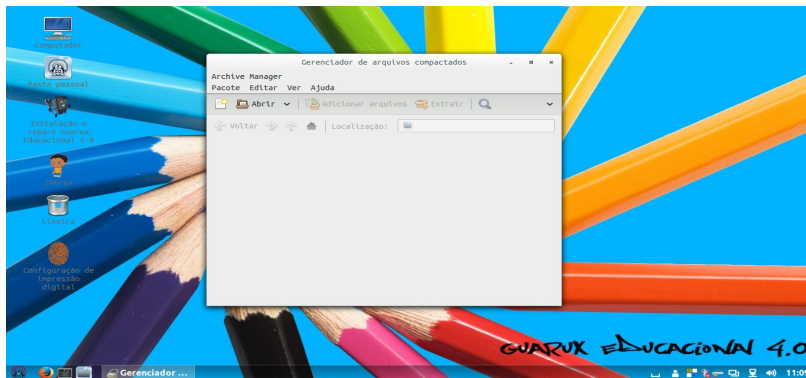 Computador
Pasta pessoal
Instalação e
reparo Guarux
Educacional 4.0
Lixeira
Configuração de
impressão
digital
Gerenciador de arquivos compactados
Archive Manager
Pacote Editar Ver Ajuda
Abrir Adicionar arquivos Extrair
Voltar Localização:
GUARUX EDUCACIONAL 4.0
Gerenciador ...